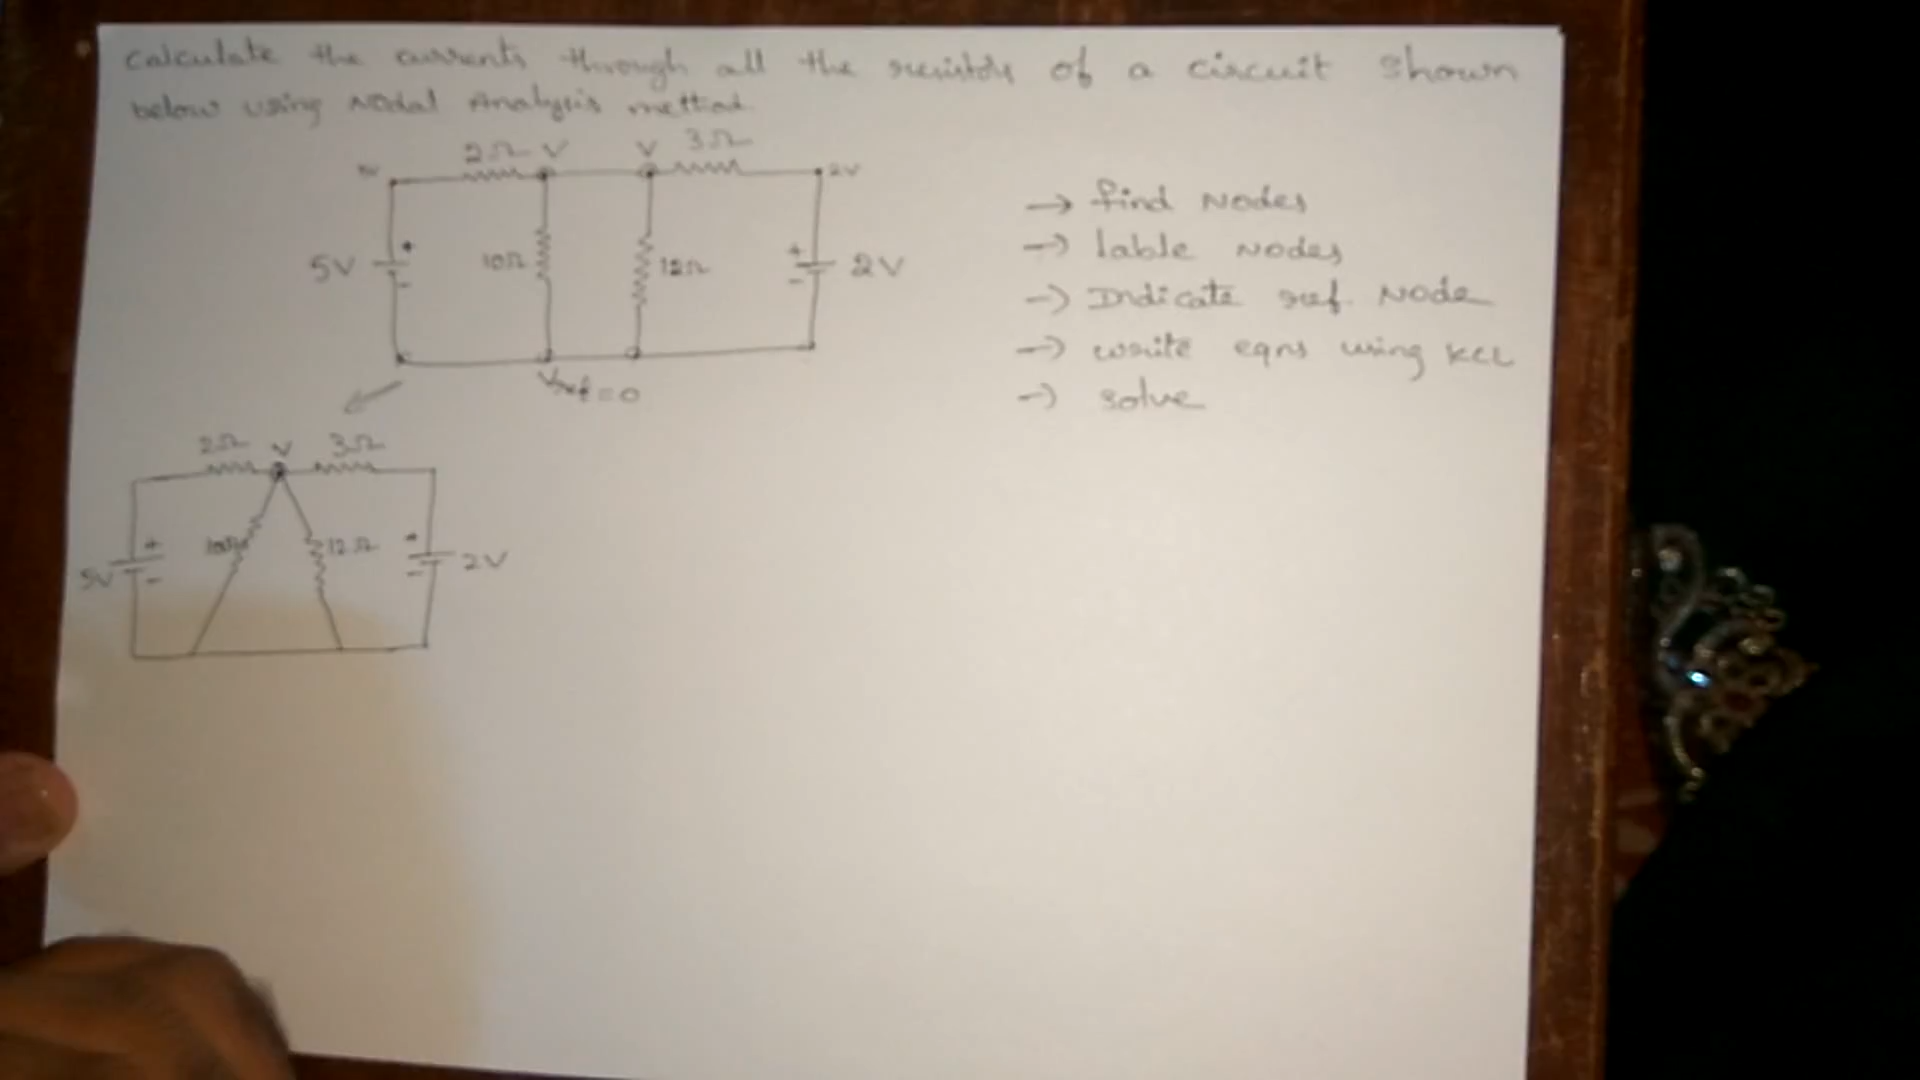 Calculate the currents through all the resistors of a circuit shown
below using Nodal Analysis method.
2Ω V V 3Ω
5V 2V
5V + - 10Ω 12Ω + - 2V
Vref = 0
→ find Nodes
→ lable Nodes
→ Indicate ref. Node
→ write eqns using KCL
→ solve
2Ω V 3Ω
5V + - 10Ω 12Ω + - 2V